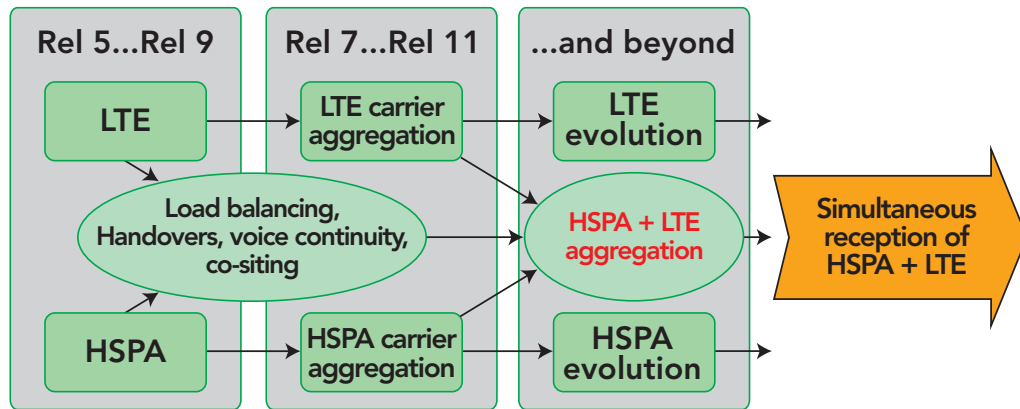 Rel 5...Rel 9
Rel 7...Rel 11
...and beyond
LTE
LTE carrier
aggregation
LTE
evolution
Load balancing,
Handovers, voice continuity,
co-siting
HSPA + LTE
aggregation
Simultaneous
reception of
HSPA + LTE
HSPA
HSPA carrier
aggregation
HSPA
evolution